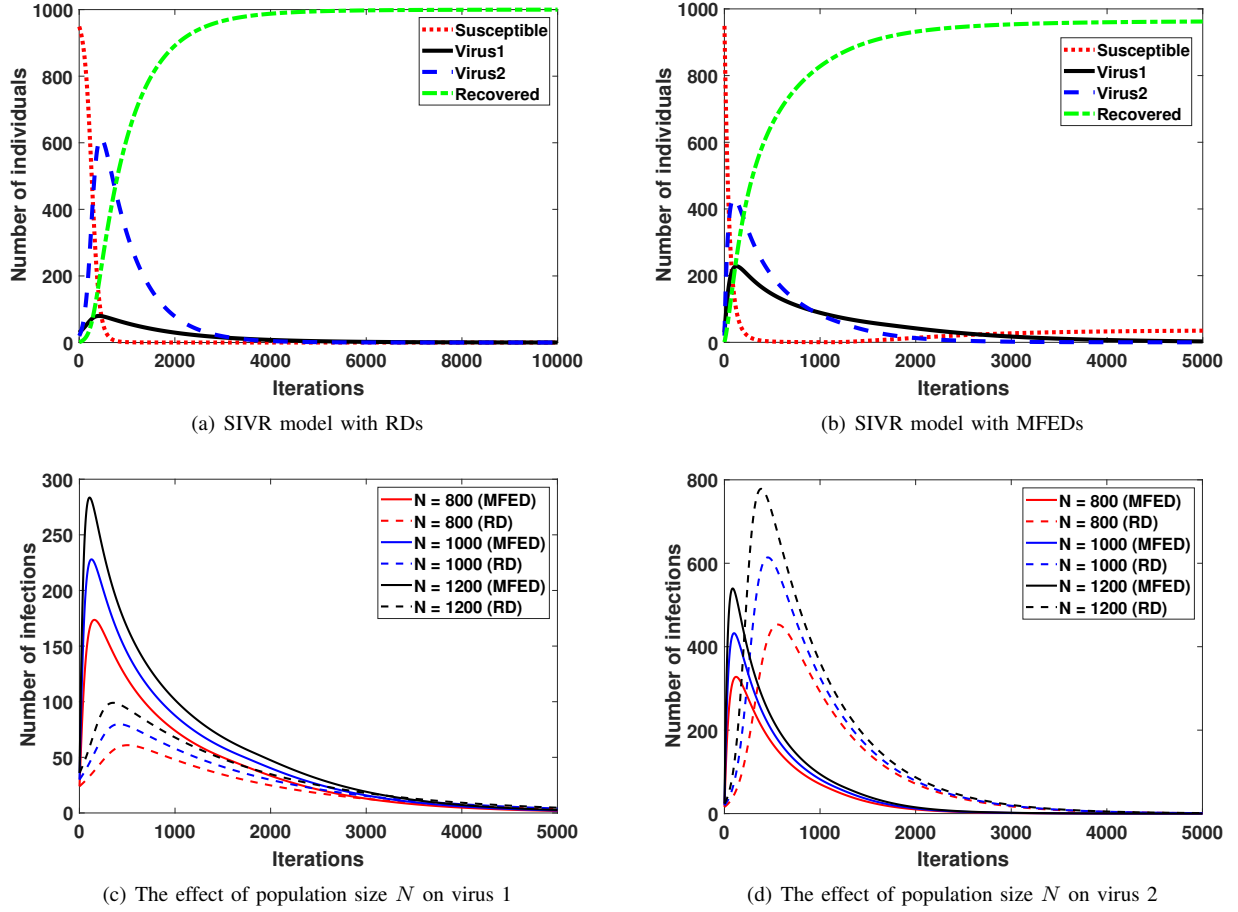 1000
800
600
400
200
0
Number of individuals
Susceptible
Virus1
Virus2
Recovered
0 2000 4000 6000 8000 10000
Iterations
(a) SIVR model with RDs
1000
800
600
400
200
0
Number of individuals
Susceptible
Virus1
Virus2
Recovered
0 1000 2000 3000 4000 5000
Iterations
(b) SIVR model with MFEDs
300
250
200
150
100
50
0
Number of infections
N = 800 (MFED)
N = 800 (RD)
N = 1000 (MFED)
N = 1000 (RD)
N = 1200 (MFED)
N = 1200 (RD)
0 1000 2000 3000 4000 5000
Iterations
(c) The effect of population size N on virus 1
800
600
400
200
0
Number of infections
N = 800 (MFED)
N = 800 (RD)
N = 1000 (MFED)
N = 1000 (RD)
N = 1200 (MFED)
N = 1200 (RD)
0 1000 2000 3000 4000 5000
Iterations
(d) The effect of population size N on virus 2